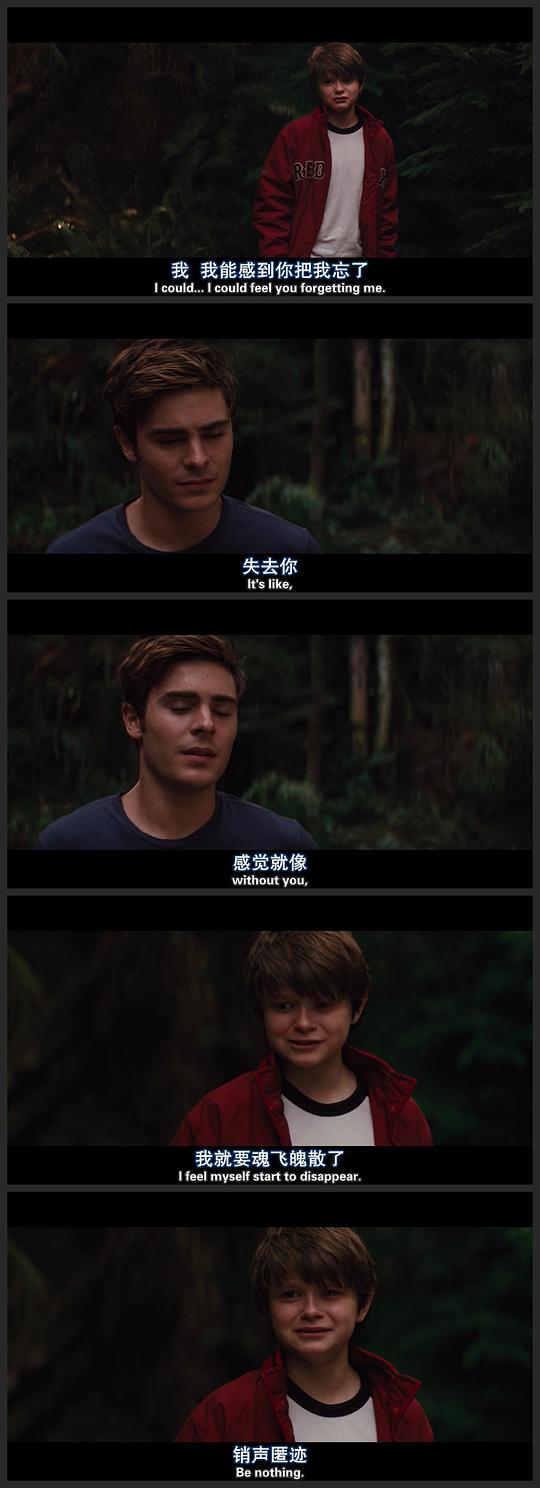 RED
我 我能感到你把我忘了
I could... I could feel you forgetting me.
失去你
It's like,
感觉就像
without you,
我就要魂飞魄散了
I feel myself start to disappear.
销声匿迹
Be nothing.